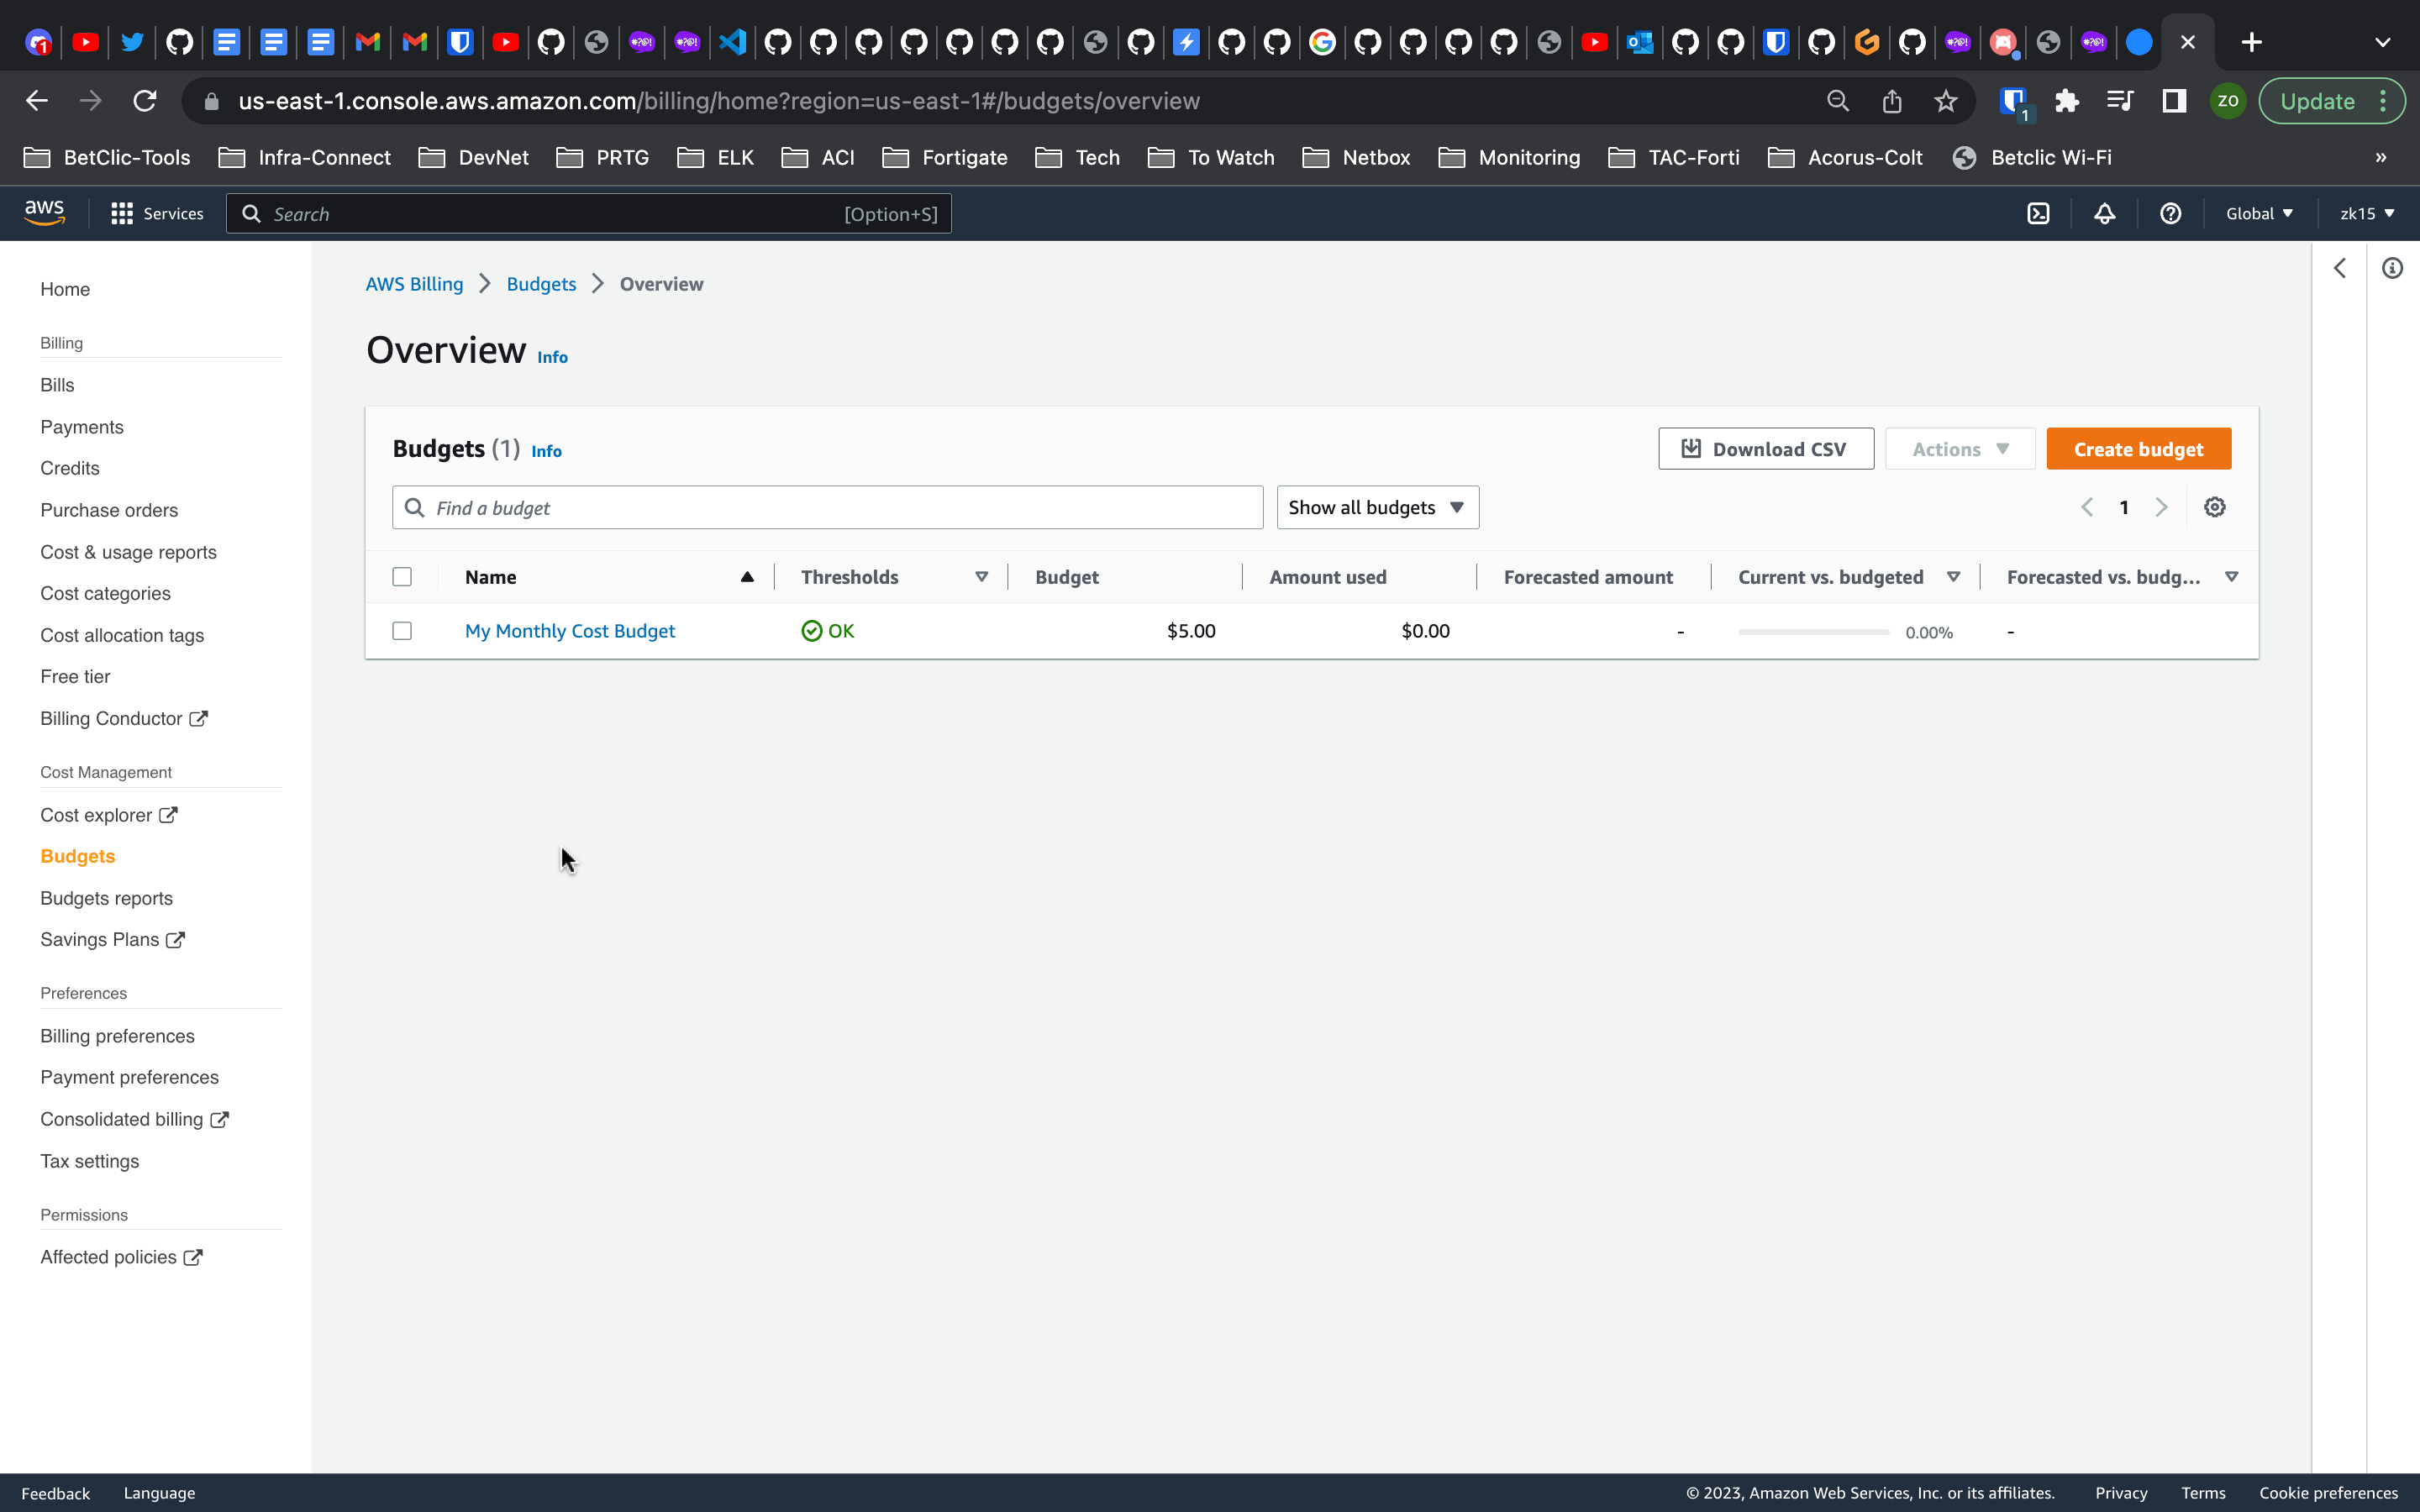 us-east-1.console.aws.amazon.com/billing/home?region=us-east-1#/budgets/overview
1
ZO
Update
BetClic-Tools
Infra-Connect
DevNet
PRTG
ELK
ACI
Fortigate
Tech
To Watch
Netbox
Monitoring
TAC-Forti
Acorus-Colt
Betclic Wi-Fi
»
aws
Services
Search
[Option+S]
Global
zk15
Home
Billing
Bills
Payments
Credits
Purchase orders
Cost & usage reports
Cost categories
Cost allocation tags
Free tier
Billing Conductor
Cost Management
Cost explorer
Budgets
Budgets reports
Savings Plans
Preferences
Billing preferences
Payment preferences
Consolidated billing
Tax settings
Permissions
Affected policies
AWS Billing > Budgets > Overview
Overview Info
Budgets (1) Info
Download CSV
Actions
Create budget
Find a budget
Show all budgets
1
Name Thresholds Budget Amount used Forecasted amount Current vs. budgeted Forecasted vs. budg...
My Monthly Cost Budget OK $5.00 $0.00 - 0.00% -
Feedback
Language
© 2023, Amazon Web Services, Inc. or its affiliates.
Privacy
Terms
Cookie preferences